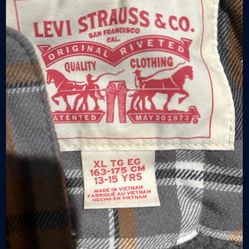 LEVI STRAUSS & CO.
SAN FRANCISCO
CAL.
ORIGINAL RIVETED
QUALITY CLOTHING
PATENTED MAY 20 1873
XL TG EG
163-175 CM
13-15 YRS
MADE IN VIETNAM
FABRIQUÉ AU VIETNAM
HECHO EN VIETNAM